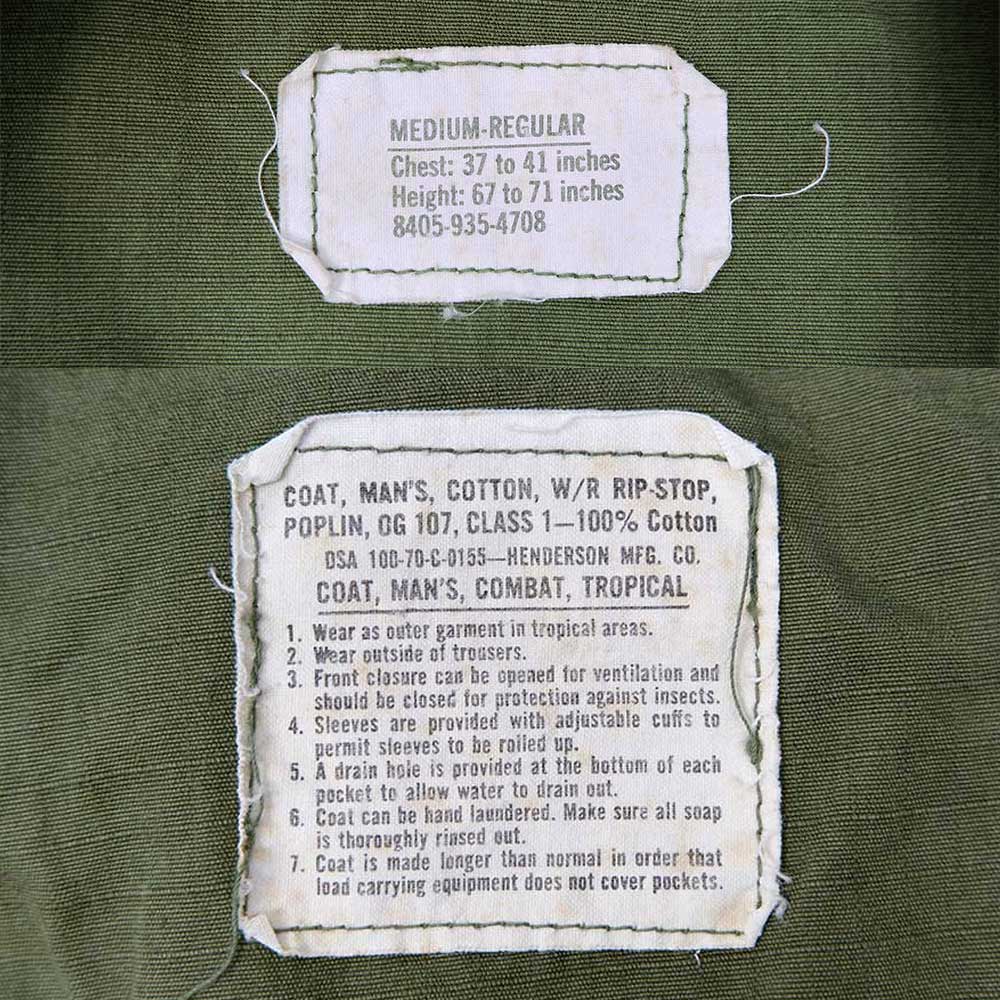 MEDIUM-REGULAR
Chest: 37 to 41 inches
Height: 67 to 71 inches
8405-935-4708
COAT, MAN'S, COTTON, W/R RIP-STOP,
POPLIN, OG 107, CLASS 1—100% Cotton
DSA 100-70-C-0155—HENDERSON MFG. CO.
COAT, MAN'S, COMBAT, TROPICAL
1. Wear as outer garment in tropical areas.
2. Wear outside of trousers.
3. Front closure can be opened for ventilation and
should be closed for protection against insects.
4. Sleeves are provided with adjustable cuffs to
permit sleeves to be rolled up.
5. A drain hole is provided at the bottom of each
pocket to allow water to drain out.
6. Coat can be hand laundered. Make sure all soap
is thoroughly rinsed out.
7. Coat is made longer than normal in order that
load carrying equipment does not cover pockets.